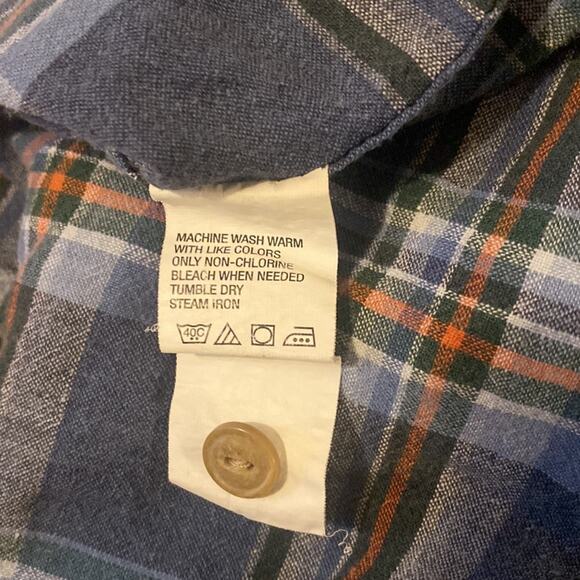 MACHINE WASH WARM
WITH LIKE COLORS
ONLY NON-CHLORINE
BLEACH WHEN NEEDED
TUMBLE DRY
STEAM IRON
40C